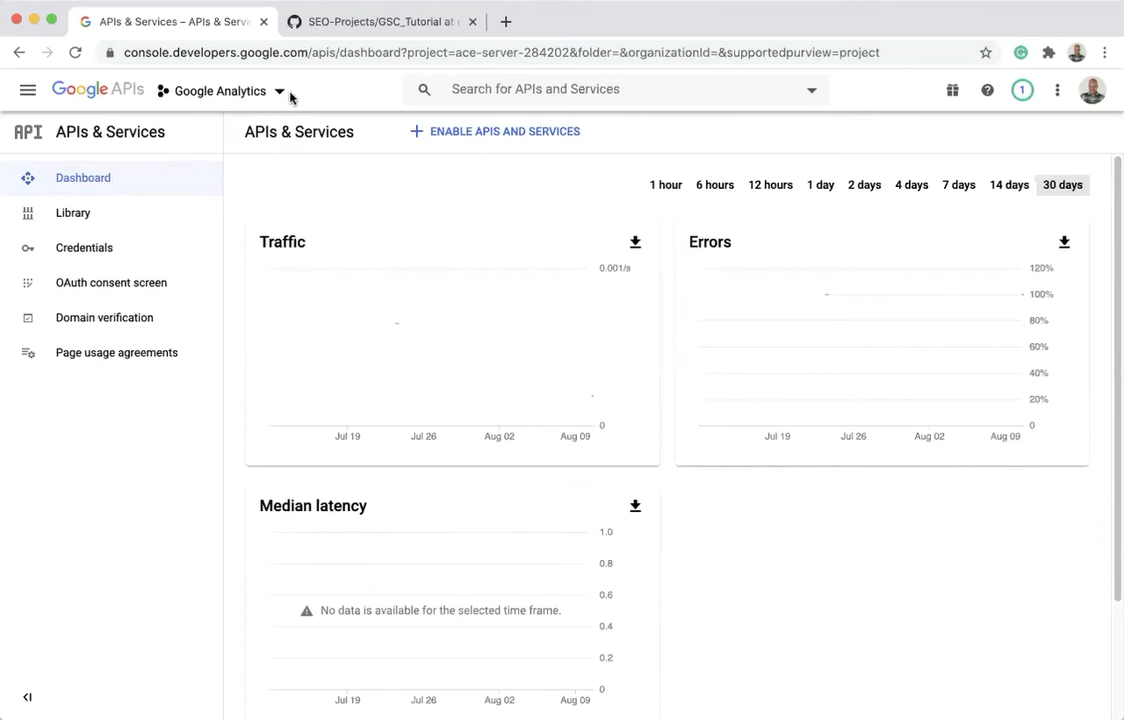 APIs & Services – APIs & Servi
SEO-Projects/GSC_Tutorial at
console.developers.google.com/apis/dashboard?project=ace-server-284202&folder=&organizationId=&supportedpurview=project
Google APIs
Google Analytics
Search for APIs and Services
1
API
APIs & Services
APIs & Services
ENABLE APIS AND SERVICES
Dashboard
Library
Credentials
OAuth consent screen
Domain verification
Page usage agreements
1 hour 6 hours 12 hours 1 day 2 days 4 days 7 days 14 days 30 days
Traffic
0.001/s
0
Jul 19 Jul 26 Aug 02 Aug 09
Errors
120%
100%
80%
60%
40%
20%
0
Jul 19 Jul 26 Aug 02 Aug 09
Median latency
1.0
0.8
0.6
No data is available for the selected time frame.
0.4
0.2
0
Jul 19 Jul 26 Aug 02 Aug 09